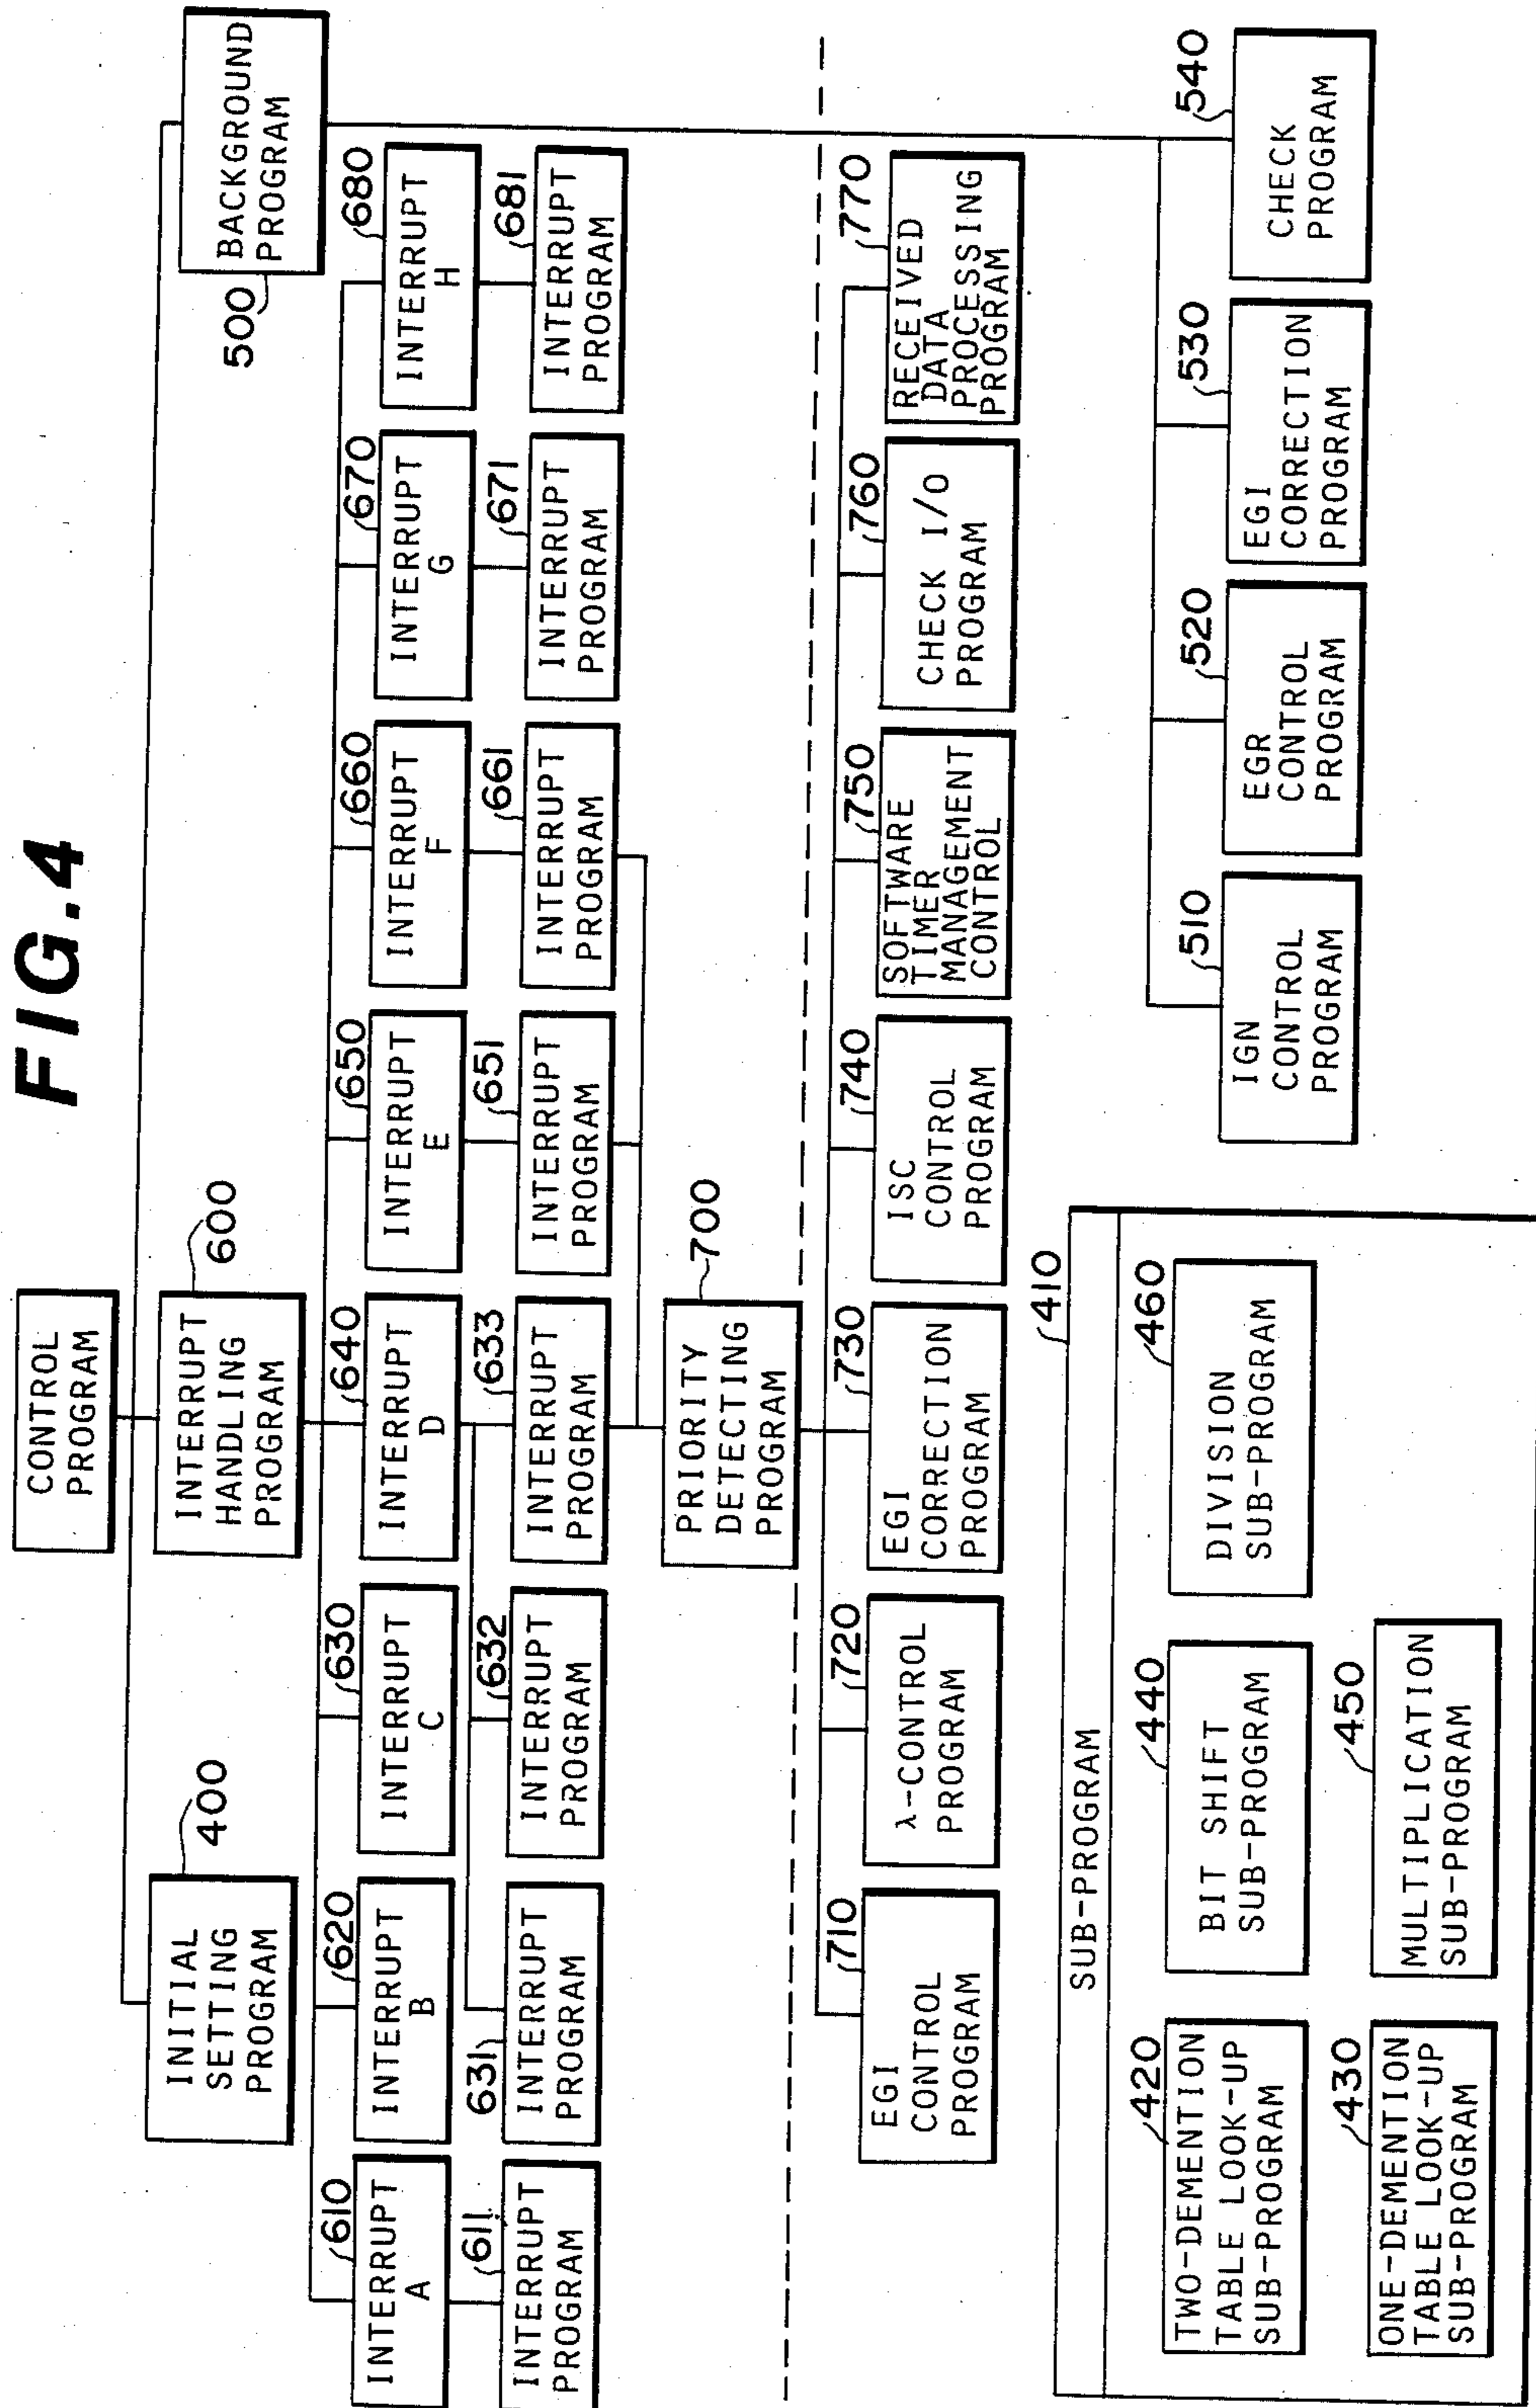 FIG.4
CONTROL
PROGRAM
INITIAL
SETTING
PROGRAM
400
INTERRUPT
HANDLING
PROGRAM
600
BACKGROUND
PROGRAM
500
610
INTERRUPT
A
620
INTERRUPT
B
630
INTERRUPT
C
640
INTERRUPT
D
650
INTERRUPT
E
660
INTERRUPT
F
670
INTERRUPT
G
680
INTERRUPT
H
611
INTERRUPT
PROGRAM
631
INTERRUPT
PROGRAM
632
INTERRUPT
PROGRAM
633
INTERRUPT
PROGRAM
651
INTERRUPT
PROGRAM
661
INTERRUPT
PROGRAM
671
INTERRUPT
PROGRAM
681
INTERRUPT
PROGRAM
PRIORITY
DETECTING
PROGRAM
700
710
EGI
CONTROL
PROGRAM
720
λ-CONTROL
PROGRAM
730
EGI
CORRECTION
PROGRAM
740
ISC
CONTROL
PROGRAM
750
SOFTWARE
TIMER
MANAGEMENT
CONTROL
760
CHECK I/O
PROGRAM
770
RECEIVED
DATA
PROCESSING
PROGRAM
410
SUB-PROGRAM
420
TWO-DEMENTION
TABLE LOOK-UP
SUB-PROGRAM
440
BIT SHIFT
SUB-PROGRAM
460
DIVISION
SUB-PROGRAM
430
ONE-DEMENTION
TABLE LOOK-UP
SUB-PROGRAM
450
MULTIPLICATION
SUB-PROGRAM
510
IGN
CONTROL
PROGRAM
520
EGR
CONTROL
PROGRAM
530
EGI
CORRECTION
PROGRAM
540
CHECK
PROGRAM